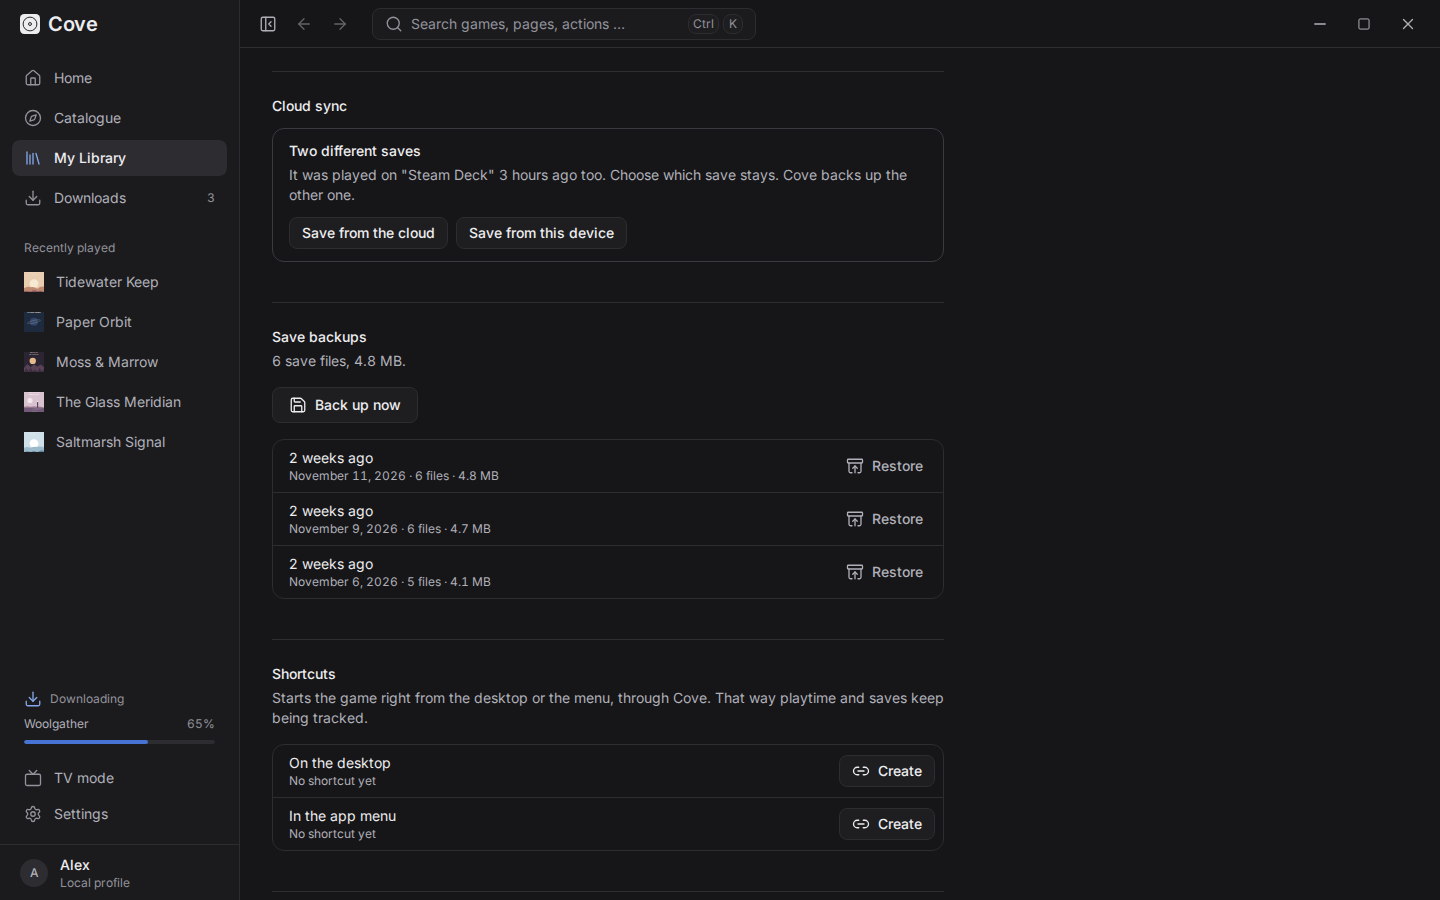 Cove
Search games, pages, actions ...
Ctrl
K
Home
Catalogue
My Library
Downloads
3
Recently played
Tidewater Keep
Paper Orbit
Moss & Marrow
The Glass Meridian
Saltmarsh Signal
Downloading
Woolgather
65%
TV mode
Settings
A
Alex
Local profile
Cloud sync
Two different saves
It was played on "Steam Deck" 3 hours ago too. Choose which save stays. Cove backs up the
other one.
Save from the cloud
Save from this device
Save backups
6 save files, 4.8 MB.
Back up now
2 weeks ago
November 11, 2026 · 6 files · 4.8 MB
Restore
2 weeks ago
November 9, 2026 · 6 files · 4.7 MB
Restore
2 weeks ago
November 6, 2026 · 5 files · 4.1 MB
Restore
Shortcuts
Starts the game right from the desktop or the menu, through Cove. That way playtime and saves keep
being tracked.
On the desktop
No shortcut yet
Create
In the app menu
No shortcut yet
Create